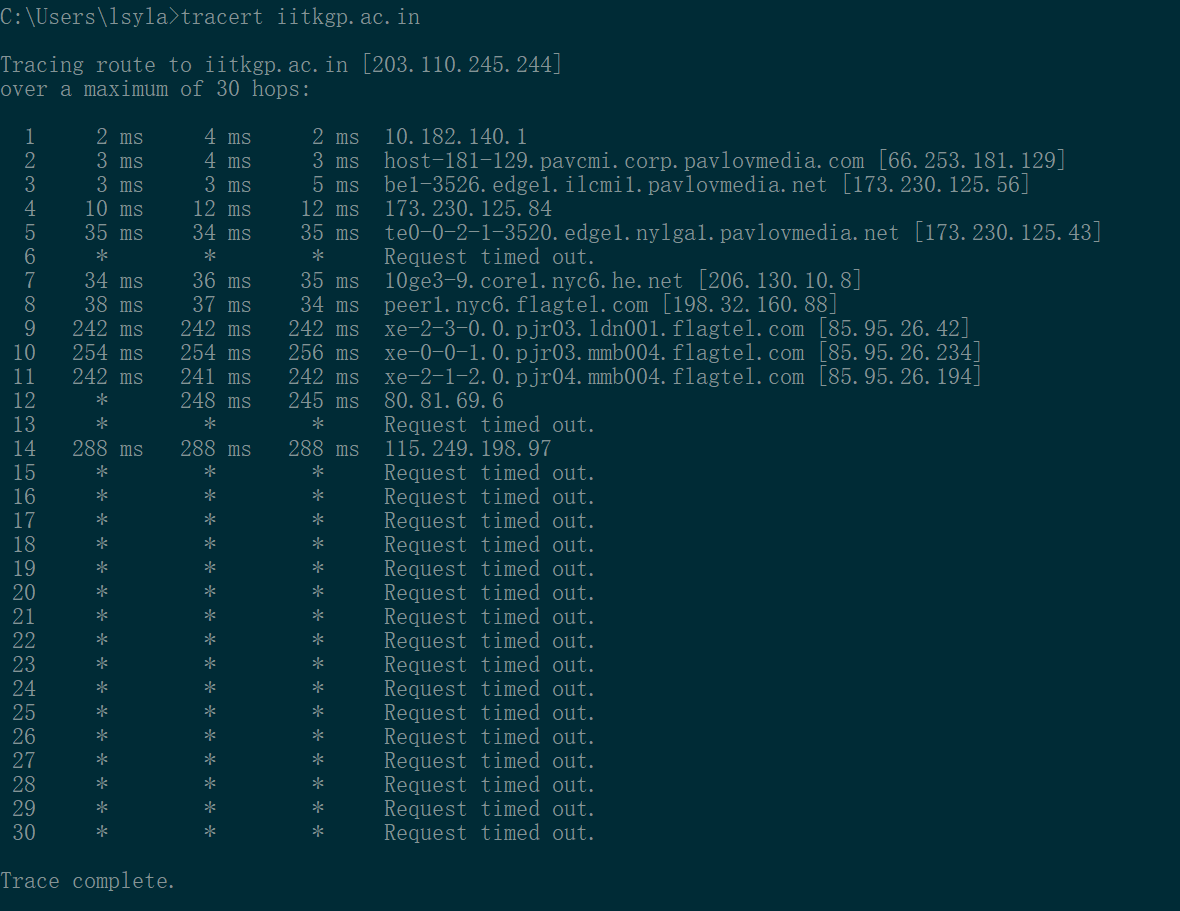 C:\Users\lsyla>tracert iitkgp.ac.in
Tracing route to iitkgp.ac.in [203.110.245.244]
over a maximum of 30 hops:
1 2 ms 4 ms 2 ms 10.182.140.1
2 3 ms 4 ms 3 ms host-181-129.pavcmi.corp.pavlovmedia.com [66.253.181.129]
3 3 ms 3 ms 5 ms be1-3526.edge1.ilcmi1.pavlovmedia.net [173.230.125.56]
4 10 ms 12 ms 12 ms 173.230.125.84
5 35 ms 34 ms 35 ms te0-0-2-1-3520.edge1.nylga1.pavlovmedia.net [173.230.125.43]
6 * * * Request timed out.
7 34 ms 36 ms 35 ms 10ge3-9.core1.nyc6.he.net [206.130.10.8]
8 38 ms 37 ms 34 ms peer1.nyc6.flagtel.com [198.32.160.88]
9 242 ms 242 ms 242 ms xe-2-3-0.0.pjr03.ldn001.flagtel.com [85.95.26.42]
10 254 ms 254 ms 256 ms xe-0-0-1.0.pjr03.mmb004.flagtel.com [85.95.26.234]
11 242 ms 241 ms 242 ms xe-2-1-2.0.pjr04.mmb004.flagtel.com [85.95.26.194]
12 * 248 ms 245 ms 80.81.69.6
13 * * * Request timed out.
14 288 ms 288 ms 288 ms 115.249.198.97
15 * * * Request timed out.
16 * * * Request timed out.
17 * * * Request timed out.
18 * * * Request timed out.
19 * * * Request timed out.
20 * * * Request timed out.
21 * * * Request timed out.
22 * * * Request timed out.
23 * * * Request timed out.
24 * * * Request timed out.
25 * * * Request timed out.
26 * * * Request timed out.
27 * * * Request timed out.
28 * * * Request timed out.
29 * * * Request timed out.
30 * * * Request timed out.
Trace complete.